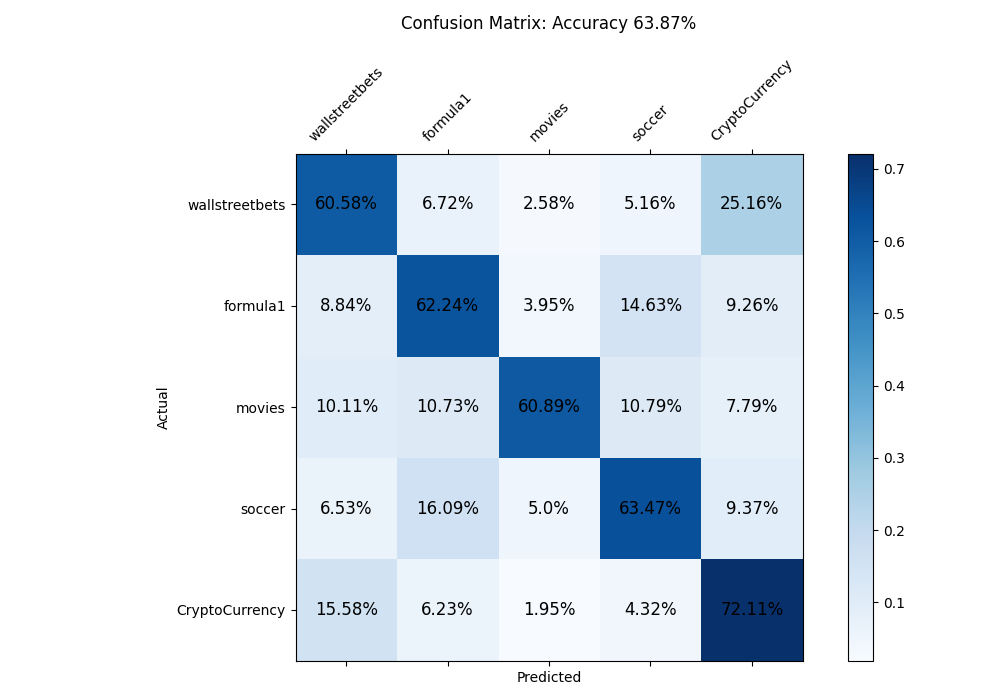 Confusion Matrix: Accuracy 63.87%
wallstreetbets
formula1
movies
soccer
CryptoCurrency
wallstreetbets 60.58% 6.72% 2.58% 5.16% 25.16%
formula1 8.84% 62.24% 3.95% 14.63% 9.26%
movies 10.11% 10.73% 60.89% 10.79% 7.79%
soccer 6.53% 16.09% 5.0% 63.47% 9.37%
CryptoCurrency 15.58% 6.23% 1.95% 4.32% 72.11%
Actual
Predicted
0.7
0.6
0.5
0.4
0.3
0.2
0.1